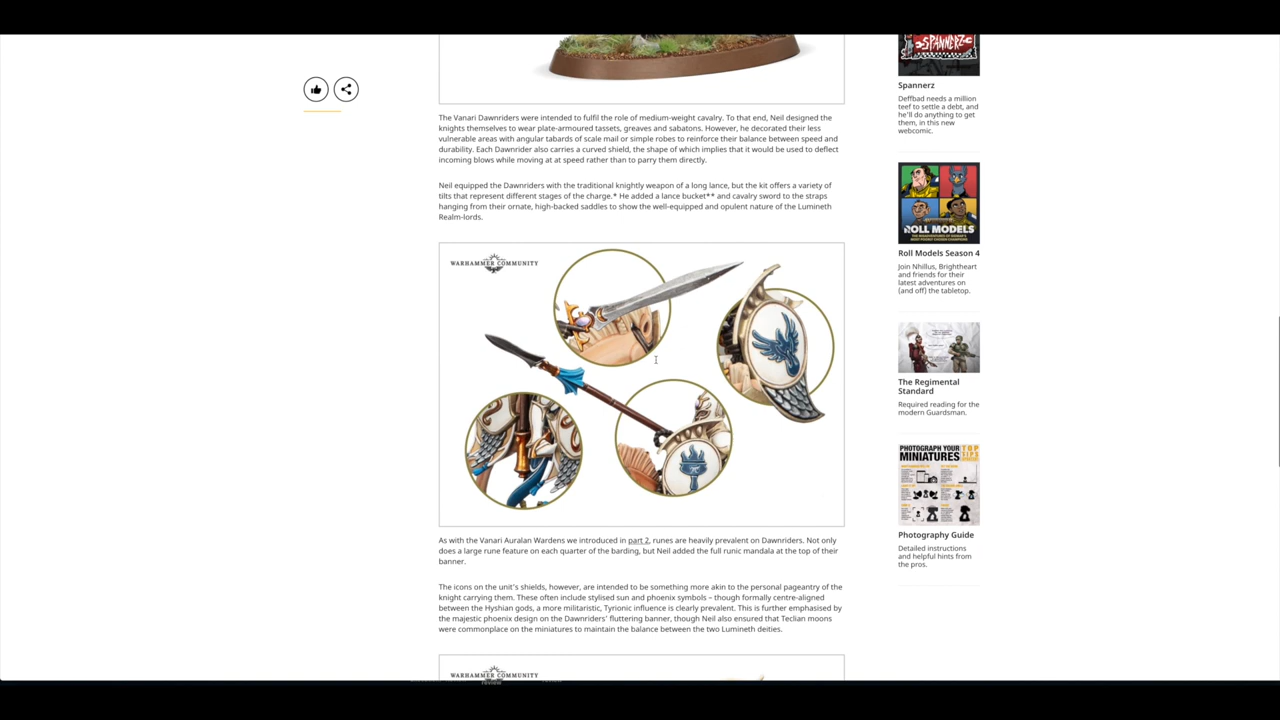 The Vanari Dawnriders were intended to fulfil the role of medium-weight cavalry. To that end, Neil designed the
knights themselves to wear plate-armoured tassets, greaves and sabatons. However, he decorated their less
vulnerable areas with angular tabards of scale mail or simple robes to reinforce their balance between speed and
durability. Each Dawnrider also carries a curved shield, the shape of which implies that it would be used to deflect
incoming blows while moving at at speed rather than to parry them directly.
Neil equipped the Dawnriders with the traditional knightly weapon of a long lance, but the kit offers a variety of
tilts that represent different stages of the charge.* He added a lance bucket** and cavalry sword to the straps
hanging from their ornate, high-backed saddles to show the well-equipped and opulent nature of the Lumineth
Realm-lords.
WARHAMMER COMMUNITY
As with the Vanari Auralan Wardens we introduced in part 2, runes are heavily prevalent on Dawnriders. Not only
does a large rune feature on each quarter of the barding, but Neil added the full runic mandala at the top of their
banner.
The icons on the unit's shields, however, are intended to be something more akin to the personal pageantry of the
knight carrying them. These often include stylised sun and phoenix symbols – though formally centre-aligned
between the Hyshian gods, a more militaristic, Tyrionic influence is clearly prevalent. This is further emphasised by
the majestic phoenix design on the Dawnriders' fluttering banner, though Neil also ensured that Teclian moons
were commonplace on the miniatures to maintain the balance between the two Lumineth deities.
WARHAMMER COMMUNITY
review
SPANNERZ
Spannerz
Deffbad needs a million
teef to settle a debt, and
he'll do anything to get
them, in this new
webcomic.
ROLL MODELS
Roll Models Season 4
Join Nhillus, Brightheart
and friends for their
latest adventures on
(and off) the tabletop.
The Regimental
Standard
Required reading for the
modern Guardsman.
PHOTOGRAPH YOUR
MINIATURES
TOP
Photography Guide
Detailed instructions
and helpful hints from
the pros.